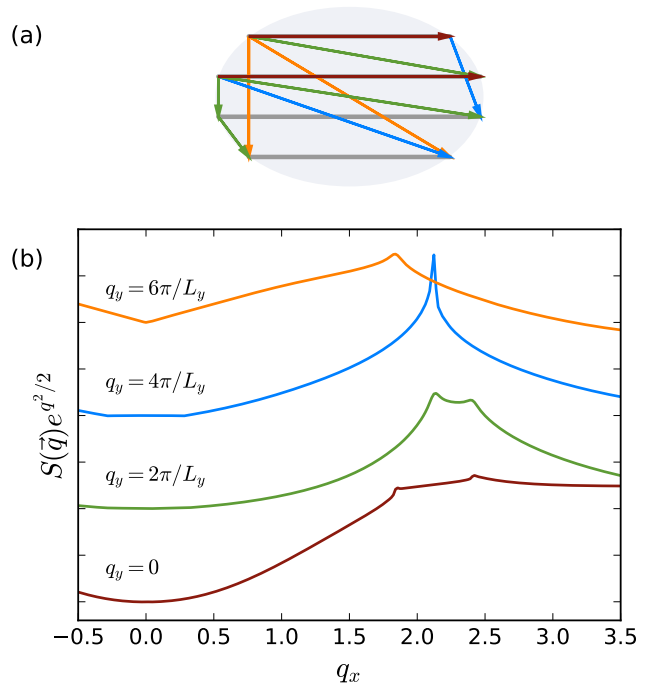 (a)
(b)
q_y = 6π/L_y
q_y = 4π/L_y
q_y = 2π/L_y
q_y = 0
S(q⃗)e^{q²/2}
−0.5 0.0 0.5 1.0 1.5 2.0 2.5 3.0 3.5
q_x